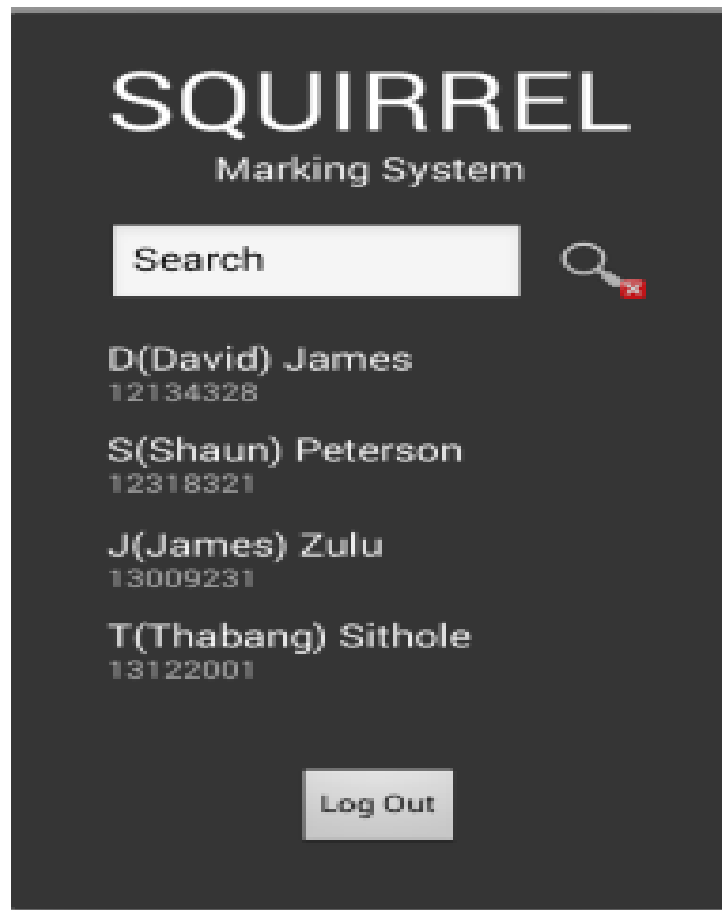 SQUIRREL
Marking System
Search
D(David) James
12134328
S(Shaun) Peterson
12318321
J(James) Zulu
13009231
T(Thabang) Sithole
13122001
Log Out